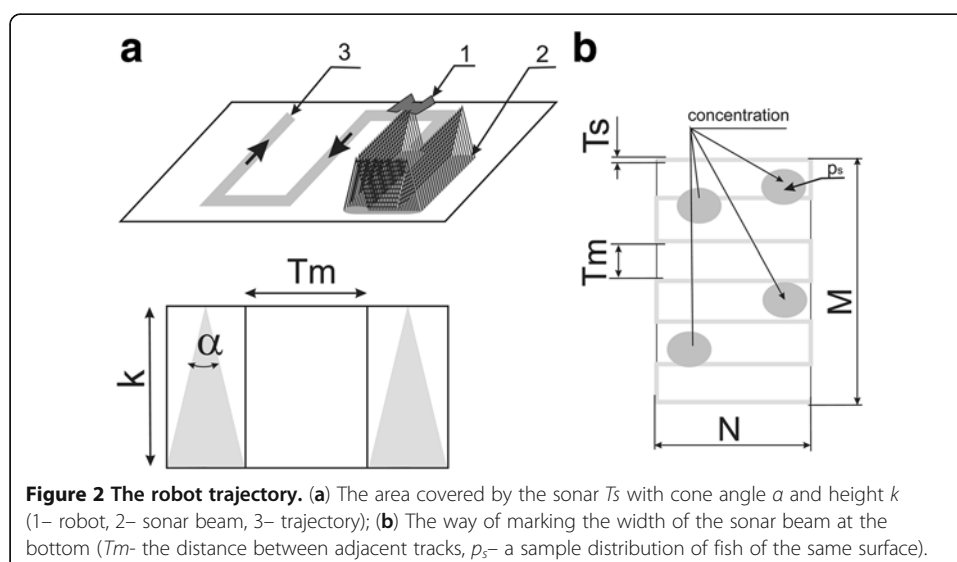 a
3
1
2
Tm
α
k
b
concentration
Ts
ps
Tm
M
N
Figure 2 The robot trajectory. (a) The area covered by the sonar Ts with cone angle α and height k
(1– robot, 2– sonar beam, 3– trajectory); (b) The way of marking the width of the sonar beam at the
bottom (Tm- the distance between adjacent tracks, ps– a sample distribution of fish of the same surface).